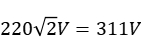 220√2V = 311V